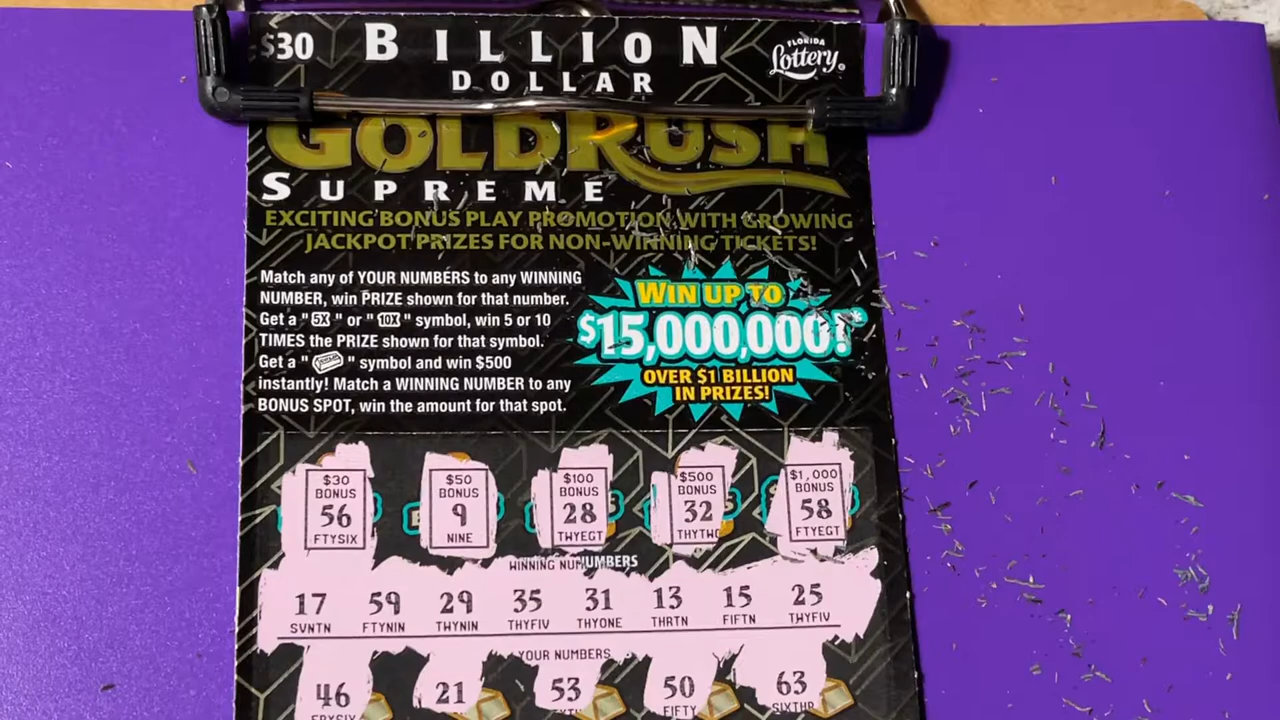 $30 BILLION
DOLLAR
FLORIDA
Lottery
GOLD RUSH
SUPREME
EXCITING BONUS PLAY PROMOTION WITH GROWING
JACKPOT PRIZES FOR NON-WINNING TICKETS!
Match any of YOUR NUMBERS to any WINNING
NUMBER, win PRIZE shown for that number.
Get a "5X" or "10X" symbol, win 5 or 10
TIMES the PRIZE shown for that symbol.
Get a " " symbol and win $500
instantly! Match a WINNING NUMBER to any
BONUS SPOT, win the amount for that spot.
WIN UP TO
$15,000,000!*
OVER $1 BILLION
IN PRIZES!
$30 $50 $100 $500 $1,000
BONUS BONUS BONUS BONUS BONUS
56 9 28 32 58
FTYSIX NINE TWYEGT THYTWO FTYEGT
WINNING NUMBERS
17 59 29 35 31 13 15 25
SVNTN FTYNIN TWYNIN THYFIV THYONE THRTN FIFTN TWYFIV
YOUR NUMBERS
46 21 53 50 63
FIFTY